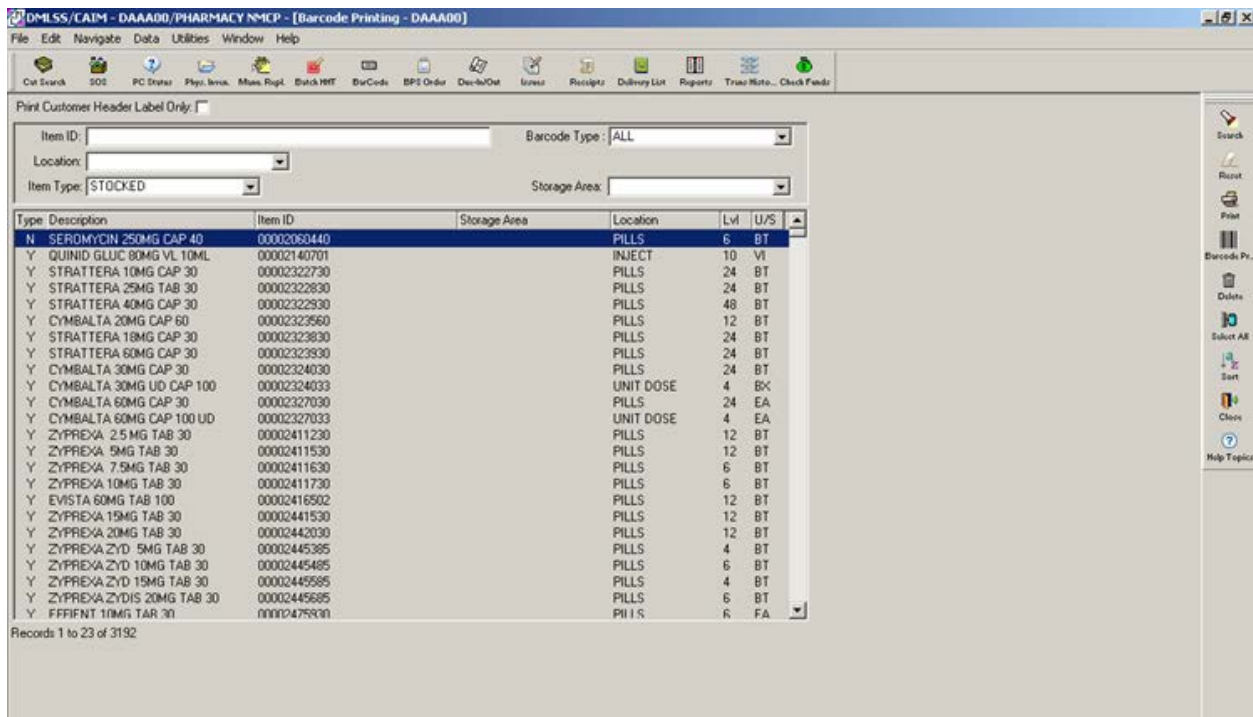 DMLSS/CAIM - DAAA00/PHARMACY NMCP - [Barcode Printing - DAAA00]
File Edit Navigate Data Utilities Window Help
Cat Search SOS PC Status Phys. Inven. Mass. Repl. Batch HHT BarCode BPS Order Due-In/Out Issues Receipts Delivery List Reports Trans Histo... Check Funds
Print Customer Header Label Only:
Item ID: Barcode Type : ALL
Location:
Item Type: STOCKED Storage Area:
Type Description Item ID Storage Area Location Lvl U/S
N SEROMYCIN 250MG CAP 40 00002060440 PILLS 6 BT
Y QUINID GLUC 80MG VL 10ML 00002140701 INJECT 10 VI
Y STRATTERA 10MG CAP 30 00002322730 PILLS 24 BT
Y STRATTERA 25MG TAB 30 00002322830 PILLS 24 BT
Y STRATTERA 40MG CAP 30 00002322930 PILLS 48 BT
Y CYMBALTA 20MG CAP 60 00002323560 PILLS 12 BT
Y STRATTERA 18MG CAP 30 00002323830 PILLS 24 BT
Y STRATTERA 60MG CAP 30 00002323930 PILLS 24 BT
Y CYMBALTA 30MG CAP 30 00002324030 PILLS 24 BT
Y CYMBALTA 30MG UD CAP 100 00002324033 UNIT DOSE 4 BX
Y CYMBALTA 60MG CAP 30 00002327030 PILLS 24 EA
Y CYMBALTA 60MG CAP 100 UD 00002327033 UNIT DOSE 4 EA
Y ZYPREXA 2.5 MG TAB 30 00002411230 PILLS 12 BT
Y ZYPREXA 5MG TAB 30 00002411530 PILLS 12 BT
Y ZYPREXA 7.5MG TAB 30 00002411630 PILLS 6 BT
Y ZYPREXA 10MG TAB 30 00002411730 PILLS 6 BT
Y EVISTA 60MG TAB 100 00002416502 PILLS 12 BT
Y ZYPREXA 15MG TAB 30 00002441530 PILLS 12 BT
Y ZYPREXA 20MG TAB 30 00002442030 PILLS 12 BT
Y ZYPREXA ZYD 5MG TAB 30 00002445385 PILLS 4 BT
Y ZYPREXA ZYD 10MG TAB 30 00002445485 PILLS 6 BT
Y ZYPREXA ZYD 15MG TAB 30 00002445585 PILLS 4 BT
Y ZYPREXA ZYDIS 20MG TAB 30 00002445685 PILLS 6 BT
Y EFFIENT 10MG TAB 30 00002475930 PILLS 6 EA
Records 1 to 23 of 3192
Search
Reset
Print
Barcode Pr..
Delete
Select All
Sort
Close
Help Topics